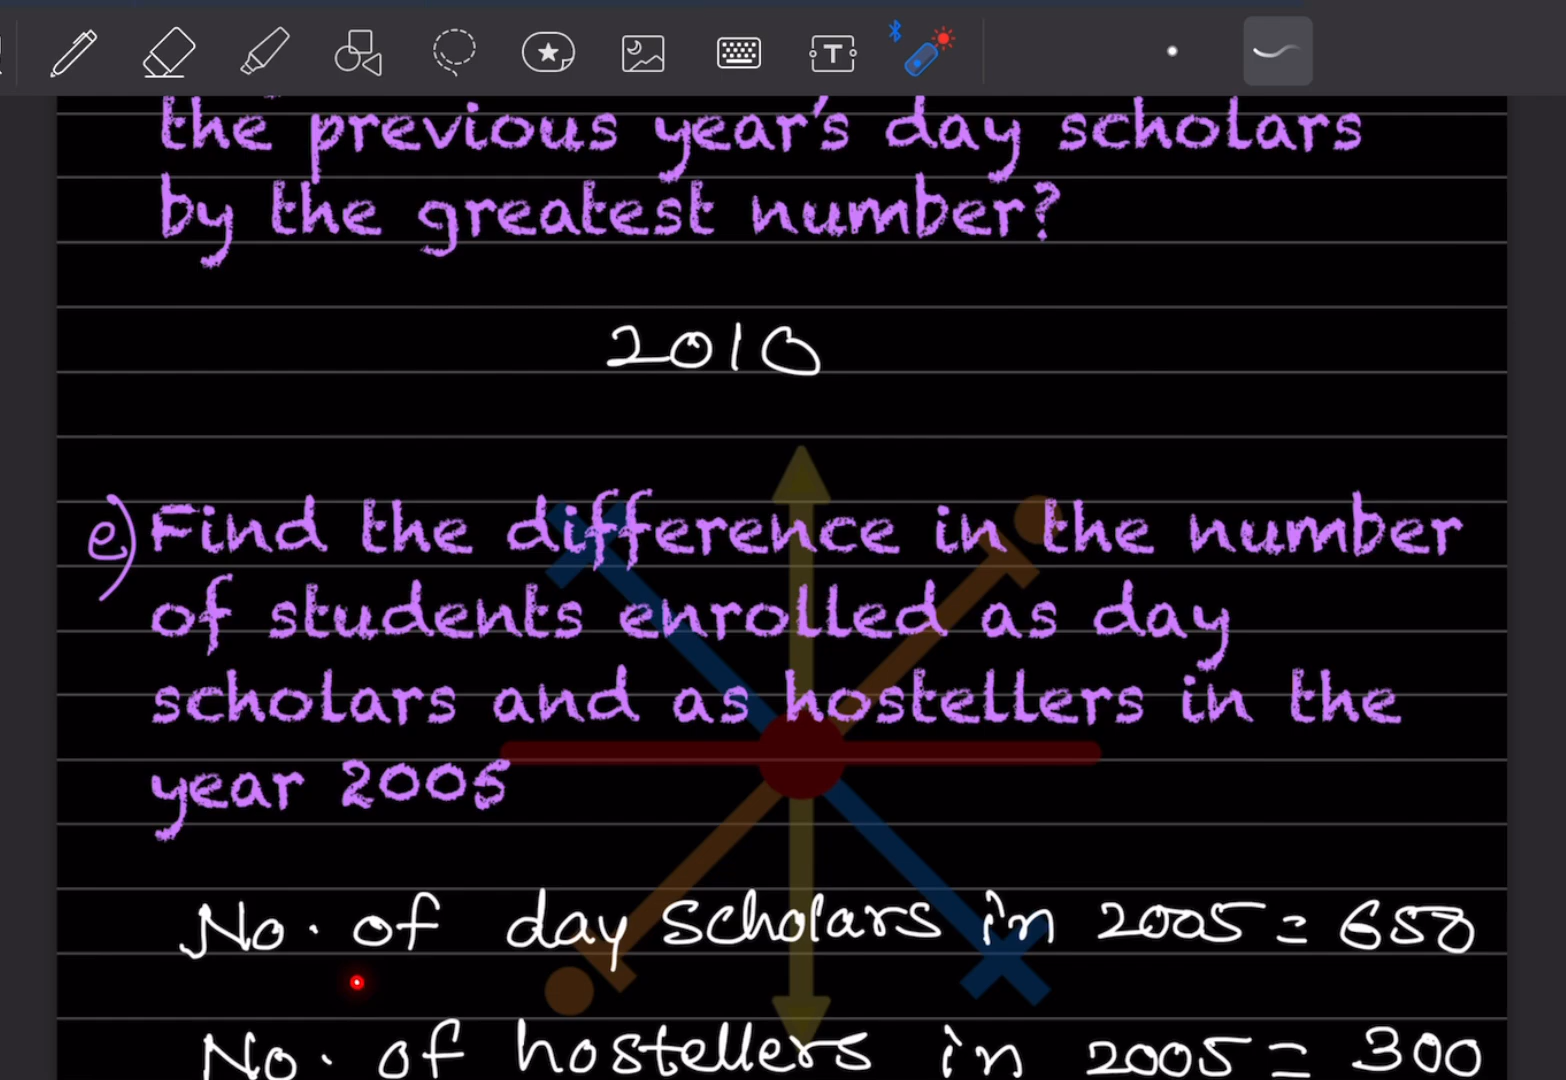 the previous year's day scholars
by the greatest number?
2010
e) Find the difference in the number
of students enrolled as day
scholars and as hostellers in the
year 2005
No. of day scholars in 2005 = 650
No. of hostellers in 2005 = 300